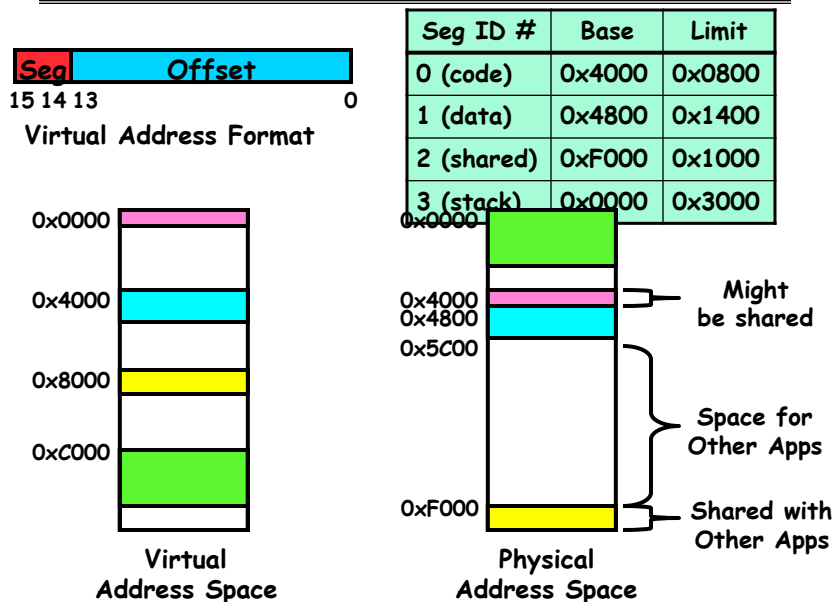 Seg ID # Base Limit
0 (code) 0x4000 0x0800
1 (data) 0x4800 0x1400
2 (shared) 0xF000 0x1000
3 (stack) 0x0000 0x3000
Seg Offset
15 14 13 0
Virtual Address Format
0x0000
0x4000
0x8000
0xC000
Virtual
Address Space
0x0000
0x4000
0x4800
0x5C00
0xF000
Might
be shared
Space for
Other Apps
Shared with
Other Apps
Physical
Address Space